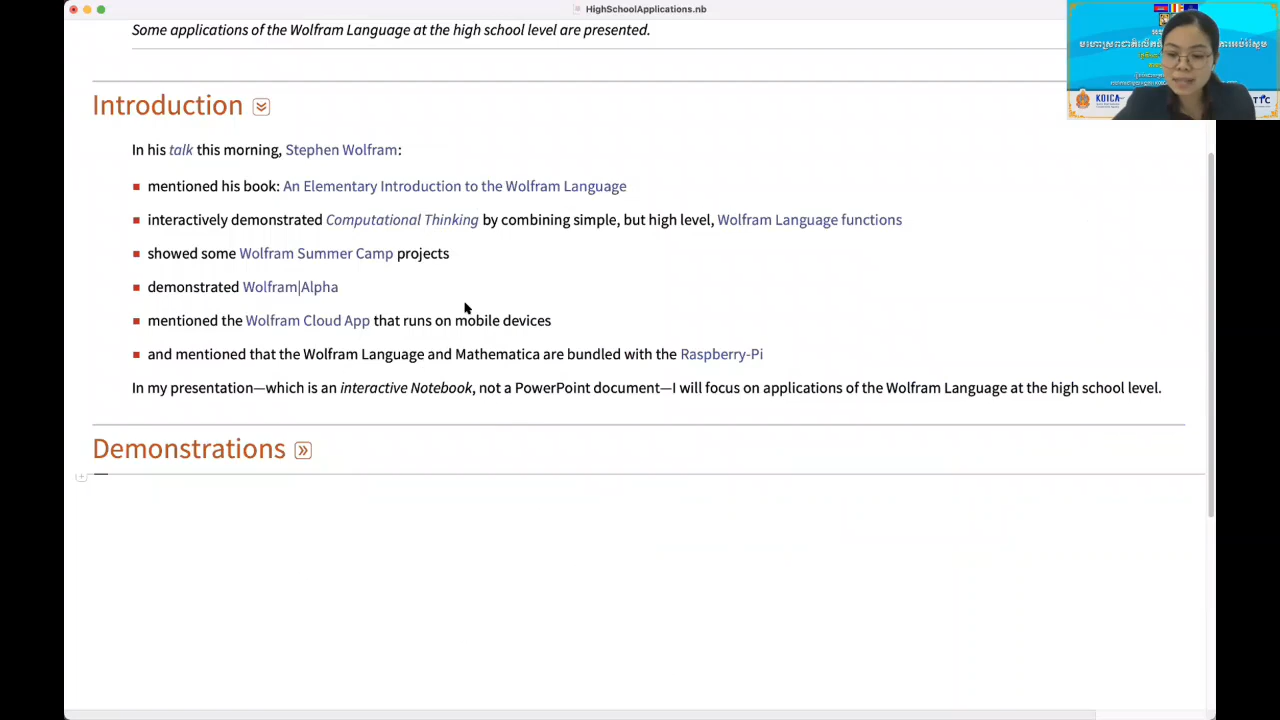 HighSchoolApplications.nb
Some applications of the Wolfram Language at the high school level are presented.
Introduction
In his talk this morning, Stephen Wolfram:
mentioned his book: An Elementary Introduction to the Wolfram Language
interactively demonstrated Computational Thinking by combining simple, but high level, Wolfram Language functions
showed some Wolfram Summer Camp projects
demonstrated Wolfram|Alpha
mentioned the Wolfram Cloud App that runs on mobile devices
and mentioned that the Wolfram Language and Mathematica are bundled with the Raspberry-Pi
In my presentation—which is an interactive Notebook, not a PowerPoint document—I will focus on applications of the Wolfram Language at the high school level.
Demonstrations
KOICA